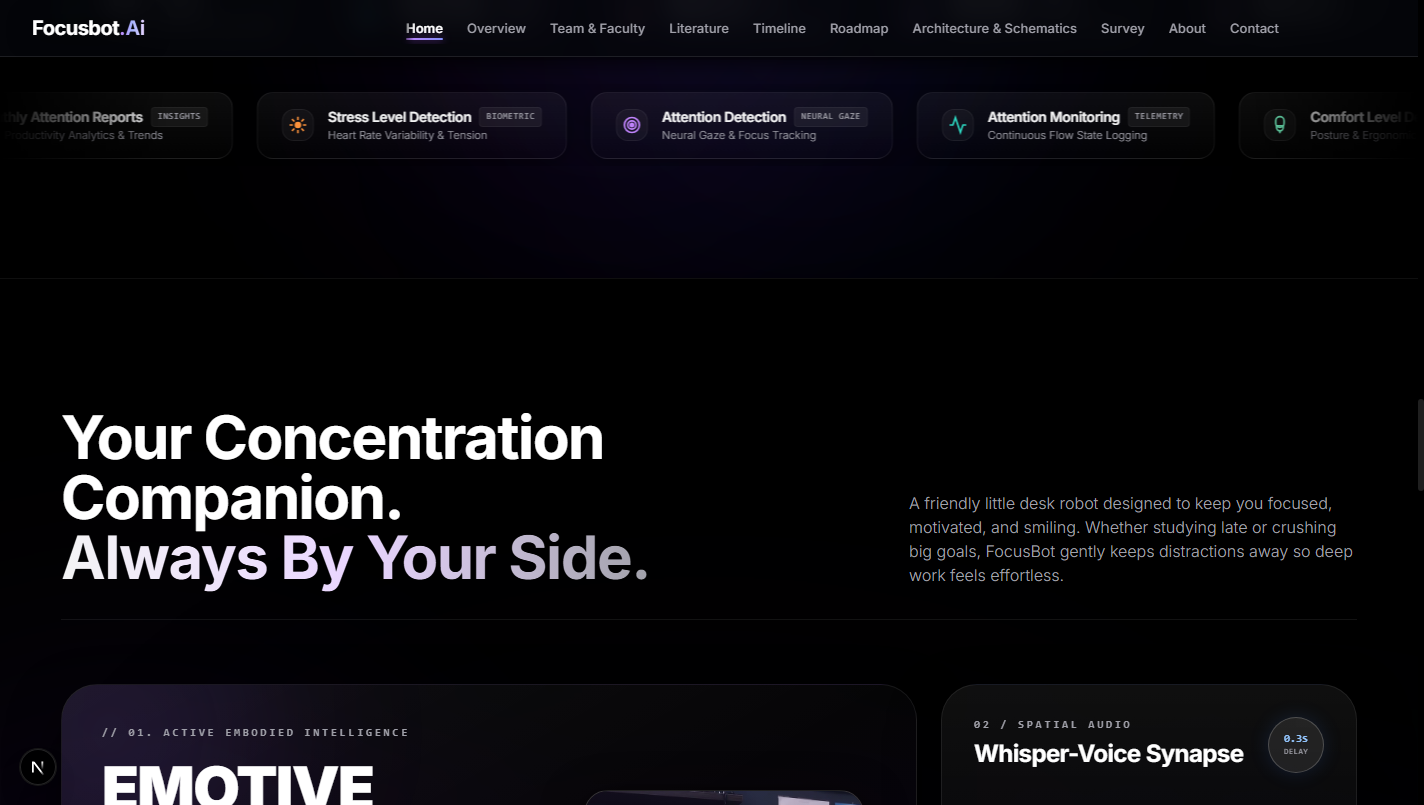 Focusbot.Ai
Home
Overview
Team & Faculty
Literature
Timeline
Roadmap
Architecture & Schematics
Survey
About
Contact
Attention Reports
INSIGHTS
Productivity Analytics & Trends
Stress Level Detection
BIOMETRIC
Heart Rate Variability & Tension
Attention Detection
NEURAL GAZE
Neural Gaze & Focus Tracking
Attention Monitoring
TELEMETRY
Continuous Flow State Logging
Comfort Level
Posture &
Your Concentration
Companion.
Always By Your Side.
A friendly little desk robot designed to keep you focused,
motivated, and smiling. Whether studying late or crushing
big goals, FocusBot gently keeps distractions away so deep
work feels effortless.
// 01. ACTIVE EMBODIED INTELLIGENCE
EMOTIVE
02 / SPATIAL AUDIO
Whisper-Voice Synapse
0.3s
DELAY
N